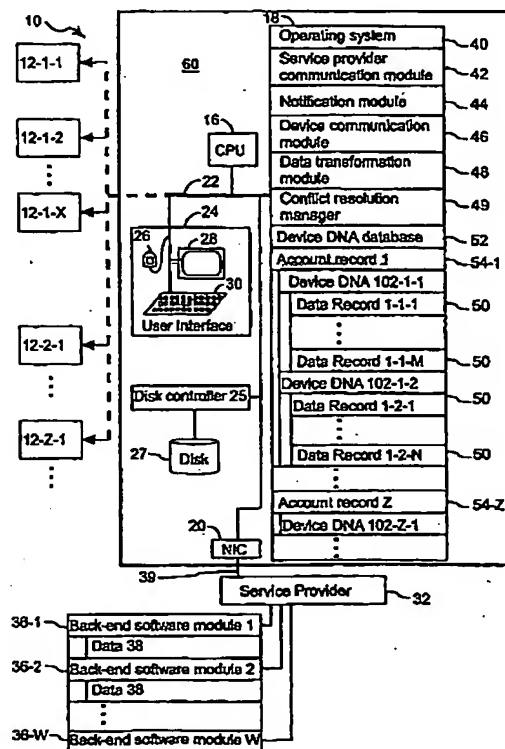 10
12-1-1
12-1-2
12-1-X
12-2-1
12-Z-1
60
16
CPU
22
24
26
28
30
User Interface
Disk controller 25
27
Disk
20
NIC
39
18
Operating system
40
Service provider
communication module
42
Notification module
44
Device communication
module
46
Data transformation
module
48
Conflict resolution
manager
49
Device DNA database
52
Account record 1
54-1
Device DNA 102-1-1
Data Record 1-1-1
50
Data Record 1-1-M
50
Device DNA 102-1-2
Data Record 1-2-1
50
Data Record 1-2-N
50
Account record Z
54-Z
Device DNA 102-Z-1
Service Provider
32
36-1
Back-end software module 1
Data 38
36-2
Back-end software module 2
Data 38
36-W
Back-end software module W